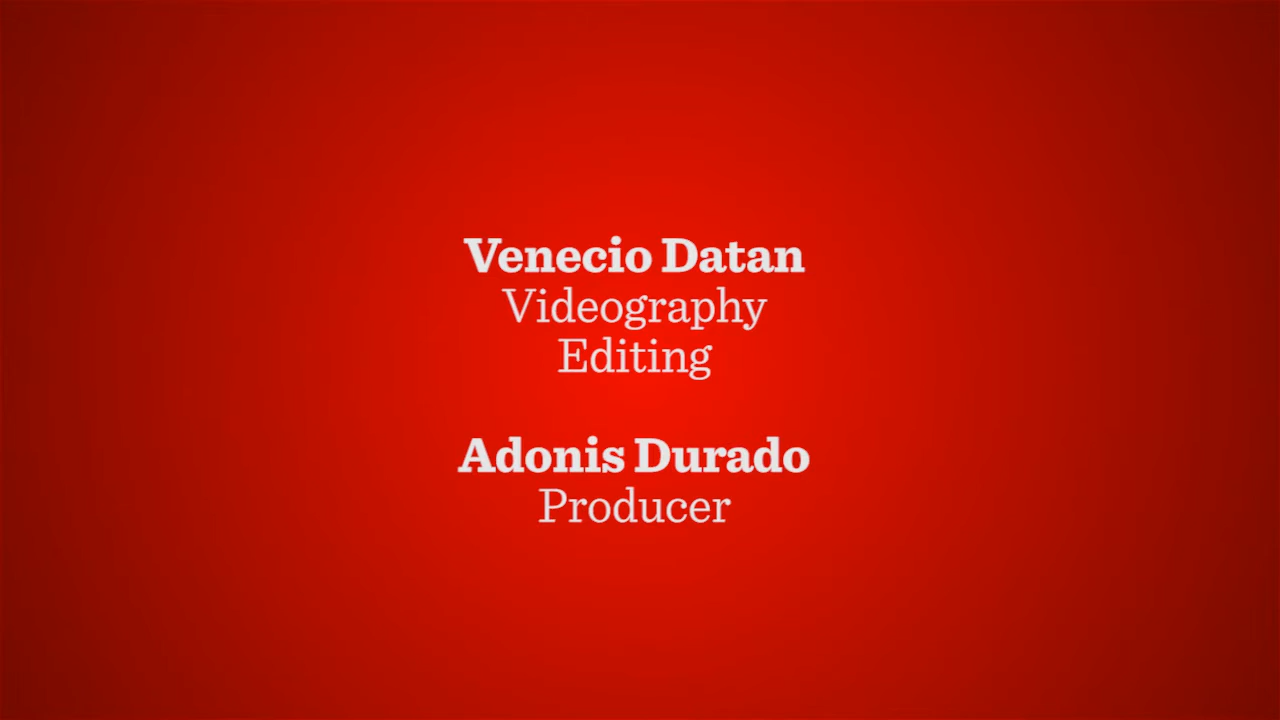 Venecio Datan
Videography
Editing
Adonis Durado
Producer